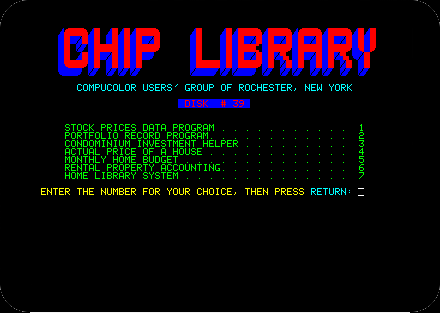 CHIP LIBRARY
COMPUCOLOR USERS' GROUP OF ROCHESTER, NEW YORK
DISK # 39
STOCK PRICES DATA PROGRAM . . . . . . . . . . . . 1
PORTFOLIO RECORD PROGRAM. . . . . . . . . . . . . 2
CONDOMINIUM INVESTMENT HELPER . . . . . . . . . . 3
ACTUAL PRICE OF A HOUSE . . . . . . . . . . . . . 4
MONTHLY HOME BUDGET . . . . . . . . . . . . . . . 5
RENTAL PROPERTY ACCOUNTING. . . . . . . . . . . . 6
HOME LIBRARY SYSTEM . . . . . . . . . . . . . . . 7
ENTER THE NUMBER FOR YOUR CHOICE, THEN PRESS RETURN: _